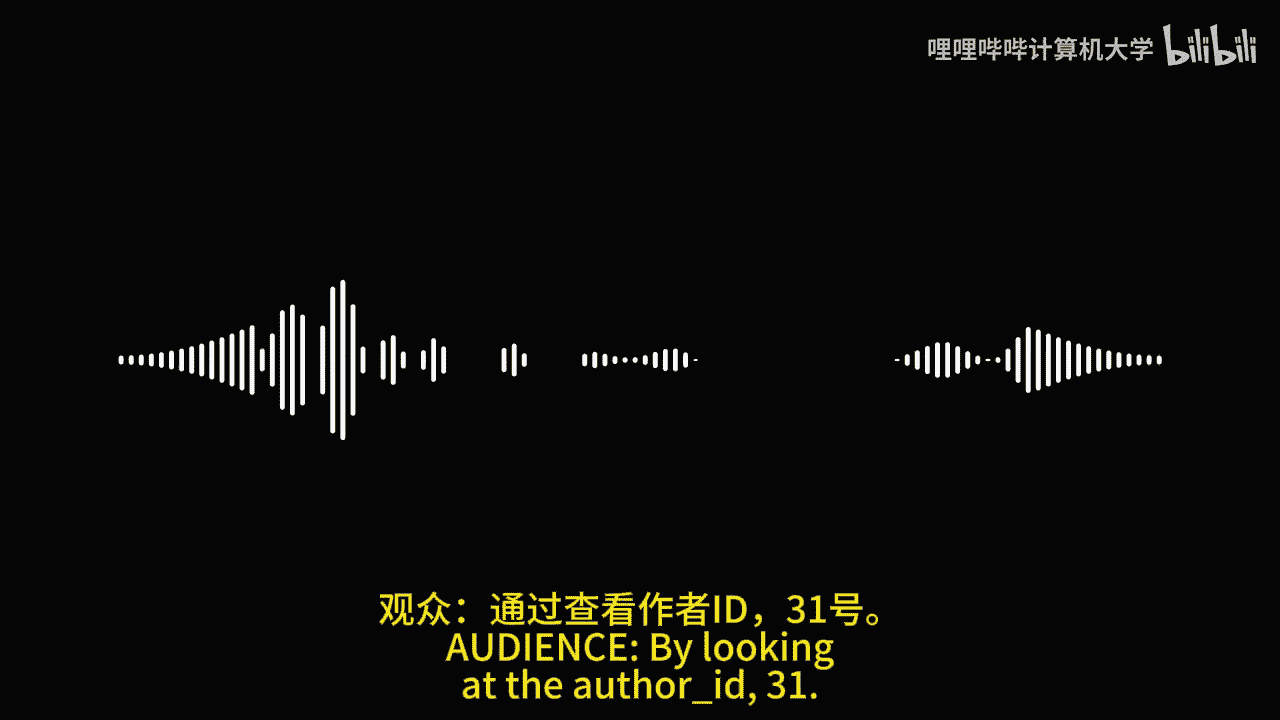 哩哩哔哔计算机大学 bilibili
观众：通过查看作者ID，31号。
AUDIENCE: By looking
at the author_id, 31.